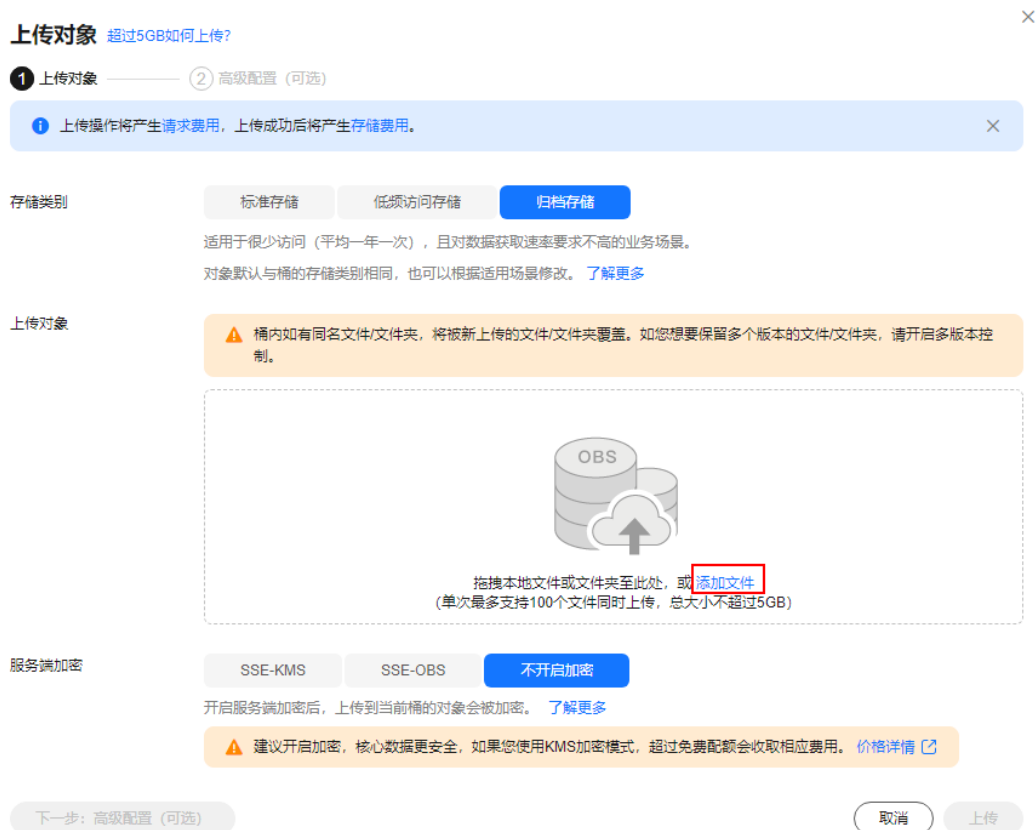 上传对象 超过5GB如何上传?
1 上传对象 2 高级配置（可选）
上传操作将产生请求费用，上传成功后将产生存储费用。
存储类别 标准存储 低频访问存储 归档存储
适用于很少访问（平均一年一次），且对数据获取速率要求不高的业务场景。
对象默认与桶的存储类别相同，也可以根据适用场景修改。 了解更多
上传对象
桶内如有同名文件/文件夹，将被新上传的文件/文件夹覆盖。如您想要保留多个版本的文件/文件夹，请开启多版本控
制。
OBS
拖拽本地文件或文件夹至此处，或 添加文件
（单次最多支持100个文件同时上传，总大小不超过5GB）
服务端加密 SSE-KMS SSE-OBS 不开启加密
开启服务端加密后，上传到当前桶的对象会被加密。 了解更多
建议开启加密，核心数据更安全，如果您使用KMS加密模式，超过免费配额会收取相应费用。 价格详情
下一步：高级配置（可选） 取消 上传